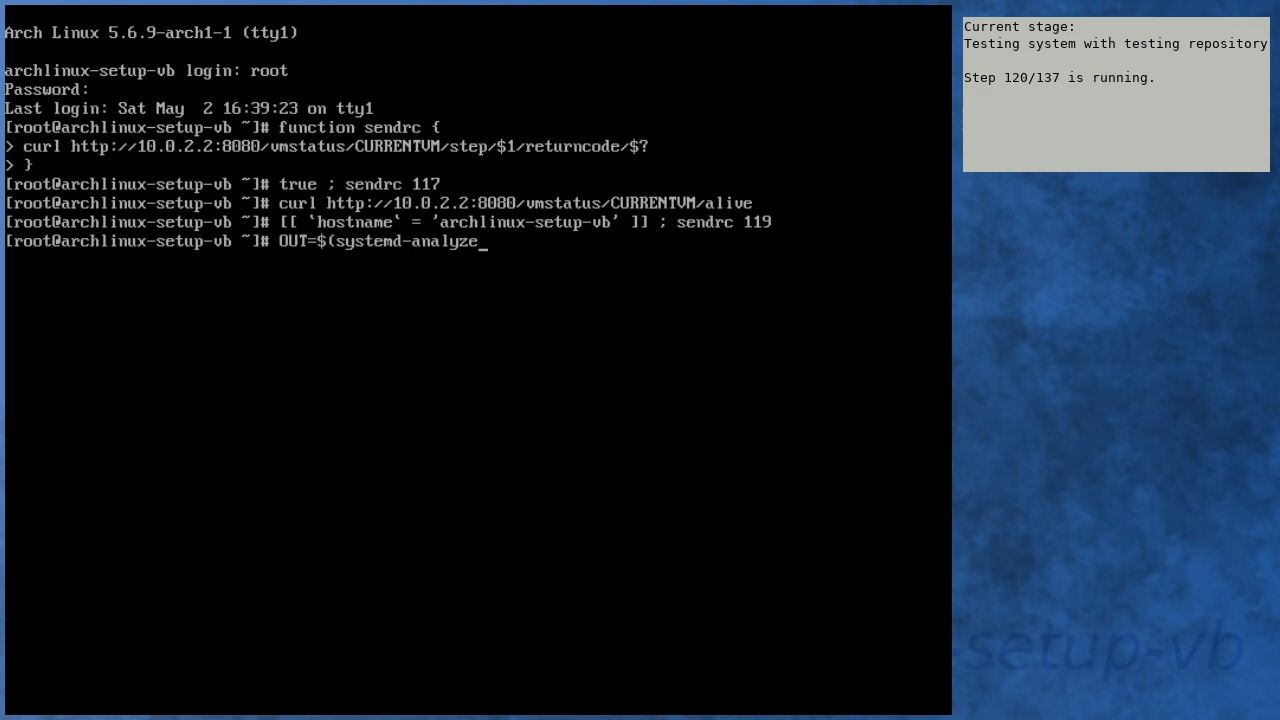 Arch Linux 5.6.9-arch1-1 (tty1)
archlinux-setup-vb login: root
Password:
Last login: Sat May  2 16:39:23 on tty1
[root@archlinux-setup-vb ~]# function sendrc {
> curl http://10.0.2.2:8080/vmstatus/CURRENTVM/step/$1/returncode/$?
> }
[root@archlinux-setup-vb ~]# true ; sendrc 117
[root@archlinux-setup-vb ~]# curl http://10.0.2.2:8080/vmstatus/CURRENTVM/alive
[root@archlinux-setup-vb ~]# [[ `hostname` = 'archlinux-setup-vb' ]] ; sendrc 119
[root@archlinux-setup-vb ~]# OUT=$(systemd-analyze_
Current stage:
Testing system with testing repository
Step 120/137 is running.
-setup-vb